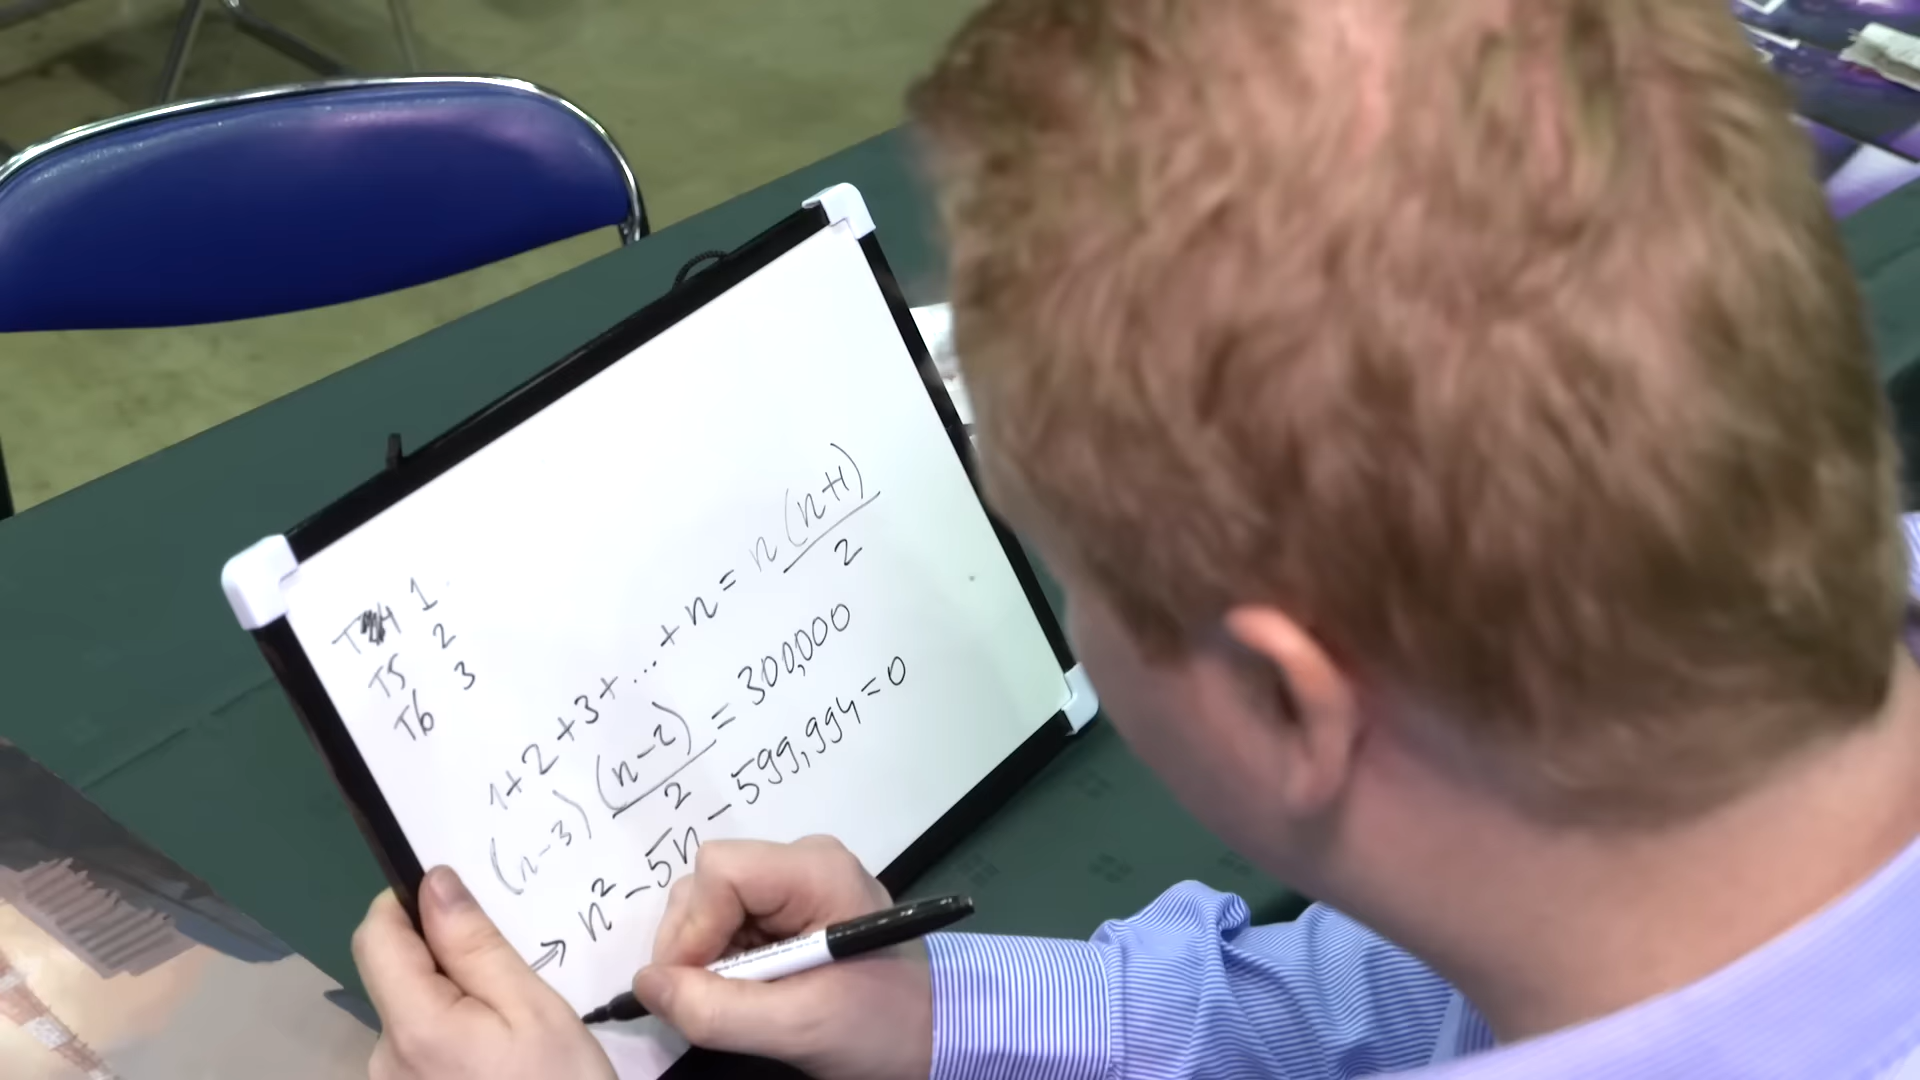 T4 1
T5 2
T6 3
1+2+3+...+n = n(n+1)/2
(n-3)(n-2)/2 = 300,000
⇒ n² - 5n - 599,994 = 0